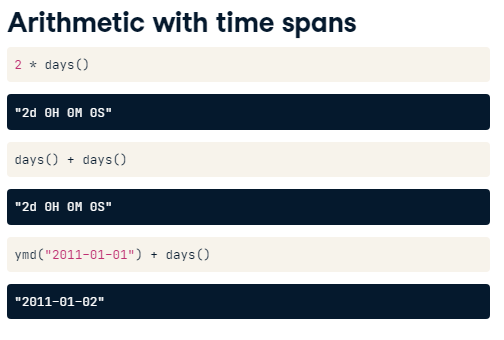 Arithmetic with time spans
2 * days()
"2d 0H 0M 0S"
days() + days()
"2d 0H 0M 0S"
ymd("2011-01-01") + days()
"2011-01-02"